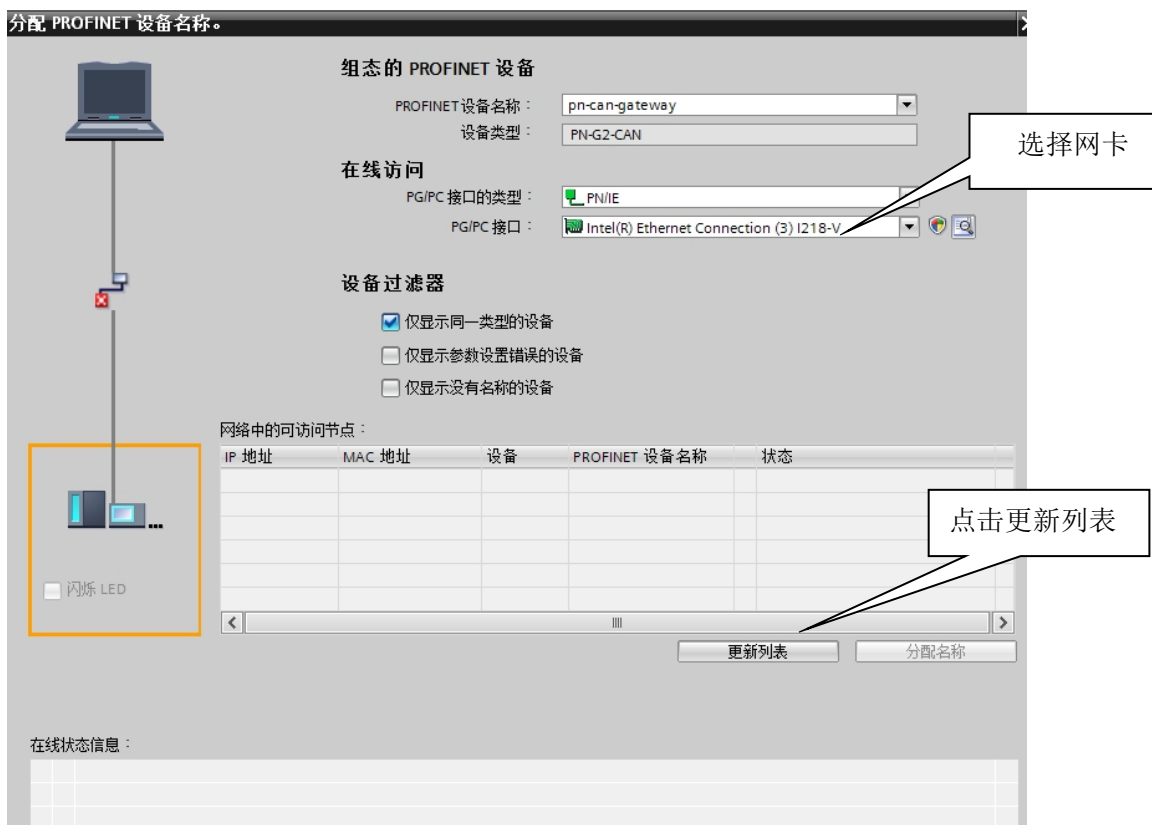 分配 PROFINET 设备名称。
组态的 PROFINET 设备
PROFINET设备名称：
pn-can-gateway
设备类型：
PN-G2-CAN
选择网卡
在线访问
PG/PC 接口的类型：
PN/IE
PG/PC 接口：
Intel(R) Ethernet Connection (3) I218-V
设备过滤器
仅显示同一类型的设备
仅显示参数设置错误的设备
仅显示没有名称的设备
网络中的可访问节点：
IP 地址 MAC 地址 设备 PROFINET 设备名称 状态
点击更新列表
闪烁 LED
更新列表 分配名称
在线状态信息：